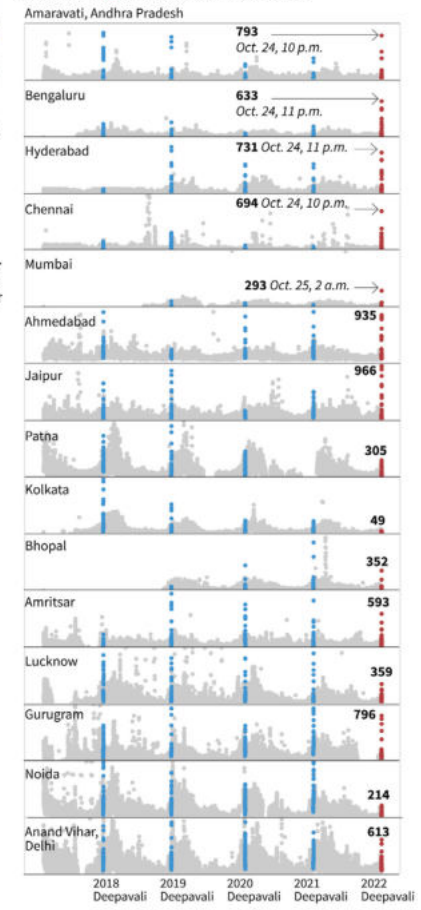 Amaravati, Andhra Pradesh
793
Oct. 24, 10 p.m.
Bengaluru
633
Oct. 24, 11 p.m.
Hyderabad
731 Oct. 24, 11 p.m.
Chennai
694 Oct. 24, 10 p.m.
Mumbai
293 Oct. 25, 2 a.m.
Ahmedabad
935
Jaipur
966
Patna
305
Kolkata
49
Bhopal
352
Amritsar
593
Lucknow
359
Gurugram
796
Noida
214
Anand Vihar,
Delhi
613
2018 2019 2020 2021 2022
Deepavali Deepavali Deepavali Deepavali Deepavali